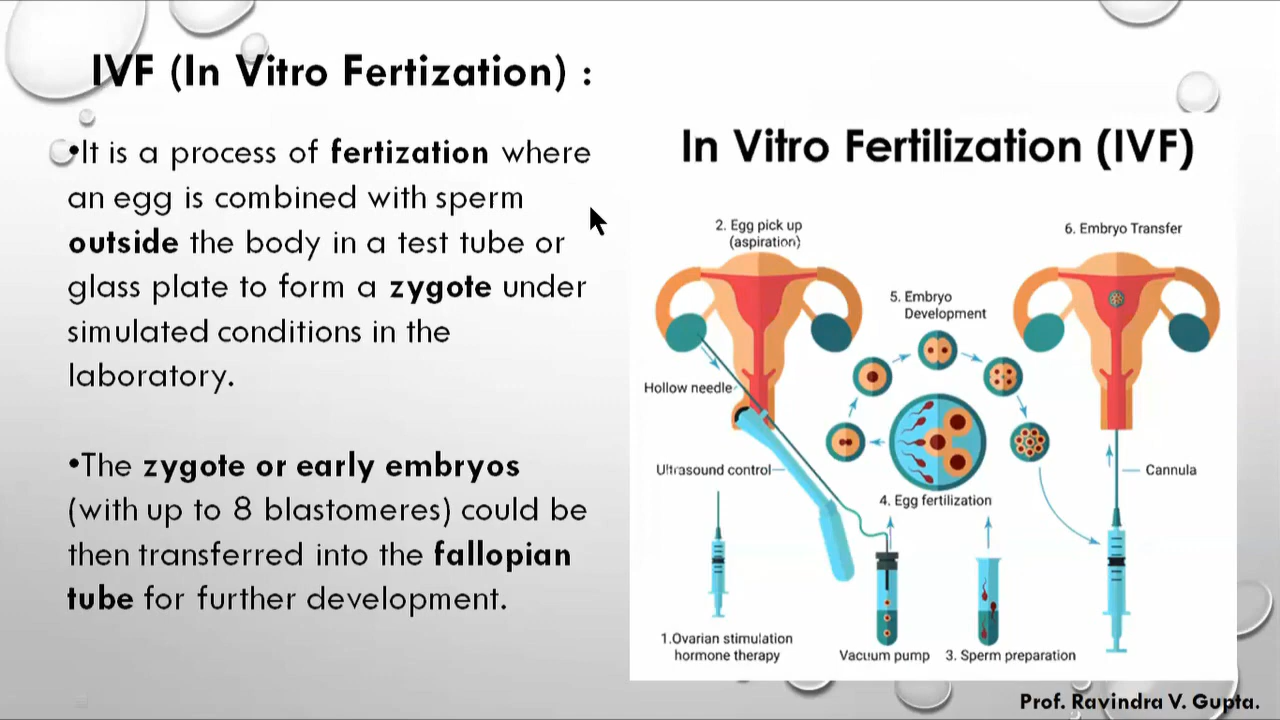 IVF (In Vitro Fertization) :
•It is a process of fertization where
an egg is combined with sperm
outside the body in a test tube or
glass plate to form a zygote under
simulated conditions in the
laboratory.
•The zygote or early embryos
(with up to 8 blastomeres) could be
then transferred into the fallopian
tube for further development.
In Vitro Fertilization (IVF)
2. Egg pick up
(aspiration)
6. Embryo Transfer
5. Embryo
Development
Hollow needle
Ultrasound control
Cannula
4. Egg fertilization
1.Ovarian stimulation
hormone therapy
Vacuum pump
3. Sperm preparation
Prof. Ravindra V. Gupta.